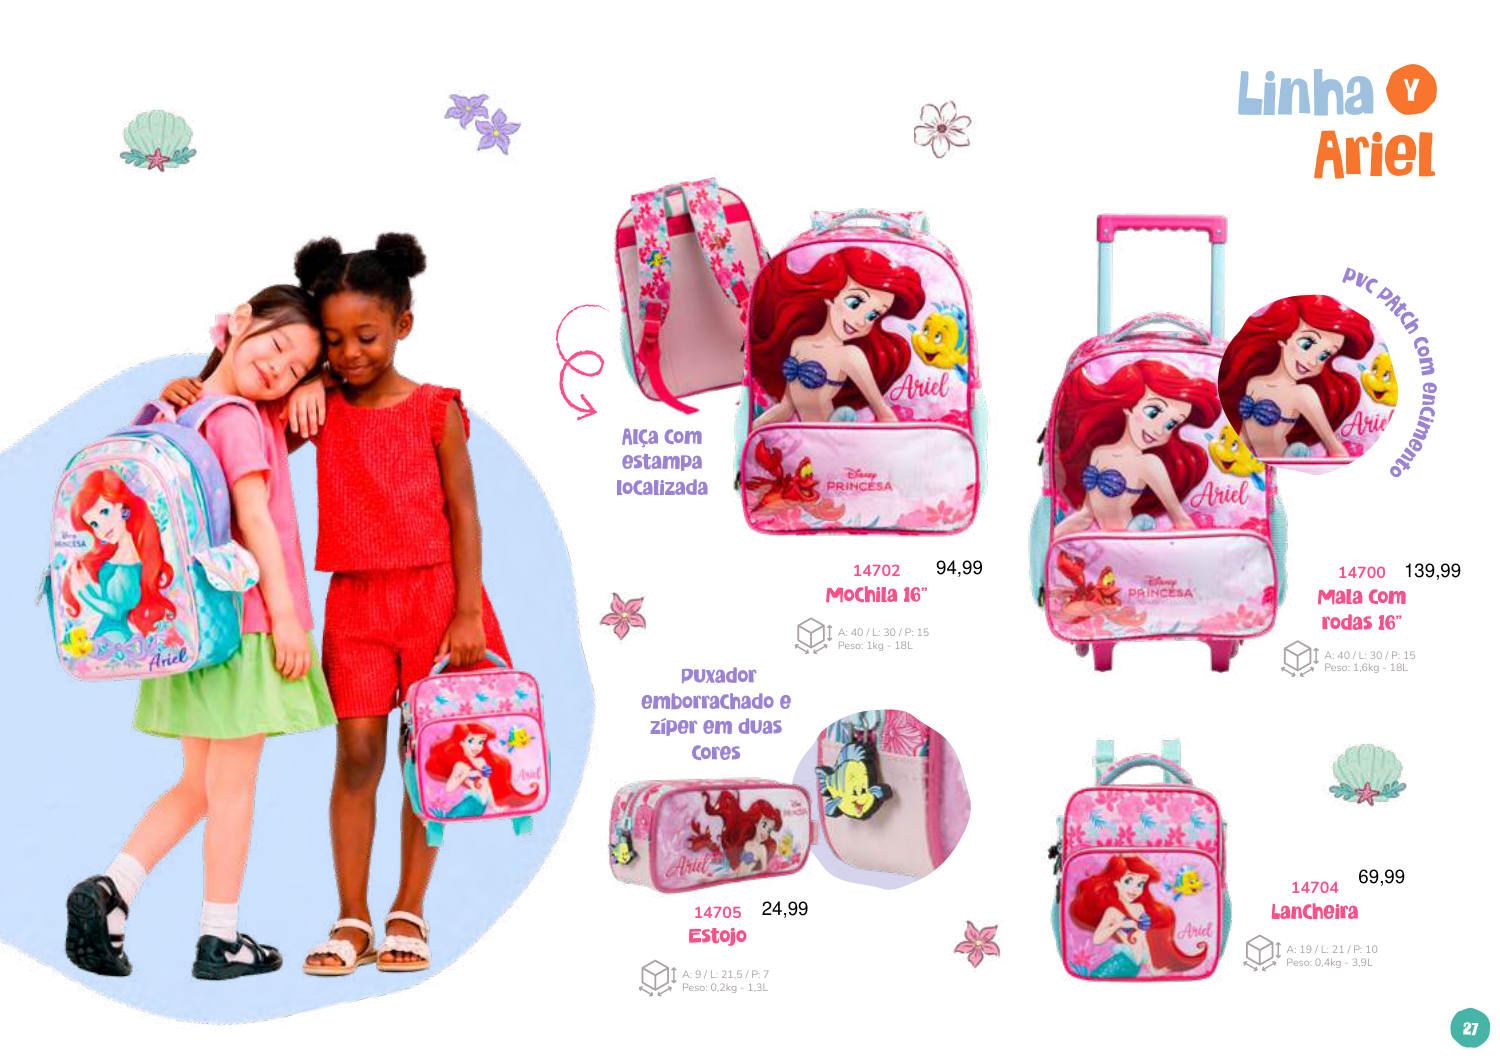 Linha Y
Ariel
PVC patch com enchimento
Alça com
estampa
localizada
Ariel
Disney
PRINCESA
Ariel
Disney
PRINCESA
Ariel
14702 94,99
Mochila 16”
A: 40 / L: 30 / P: 15
Peso: 1kg - 18L
14700 139,99
Mala com
rodas 16”
A: 40 / L: 30 / P: 15
Peso: 1,6kg - 18L
PRINCESA
Ariel
Ariel
Puxador
emborrachado e
zíper em duas
cores
Ariel
PRINCESA
14705 24,99
Estojo
A: 9 / L: 21,5 / P: 7
Peso: 0,2kg - 1,3L
Ariel
14704 69,99
Lancheira
A: 19 / L: 21 / P: 10
Peso: 0,4kg - 3,9L
27